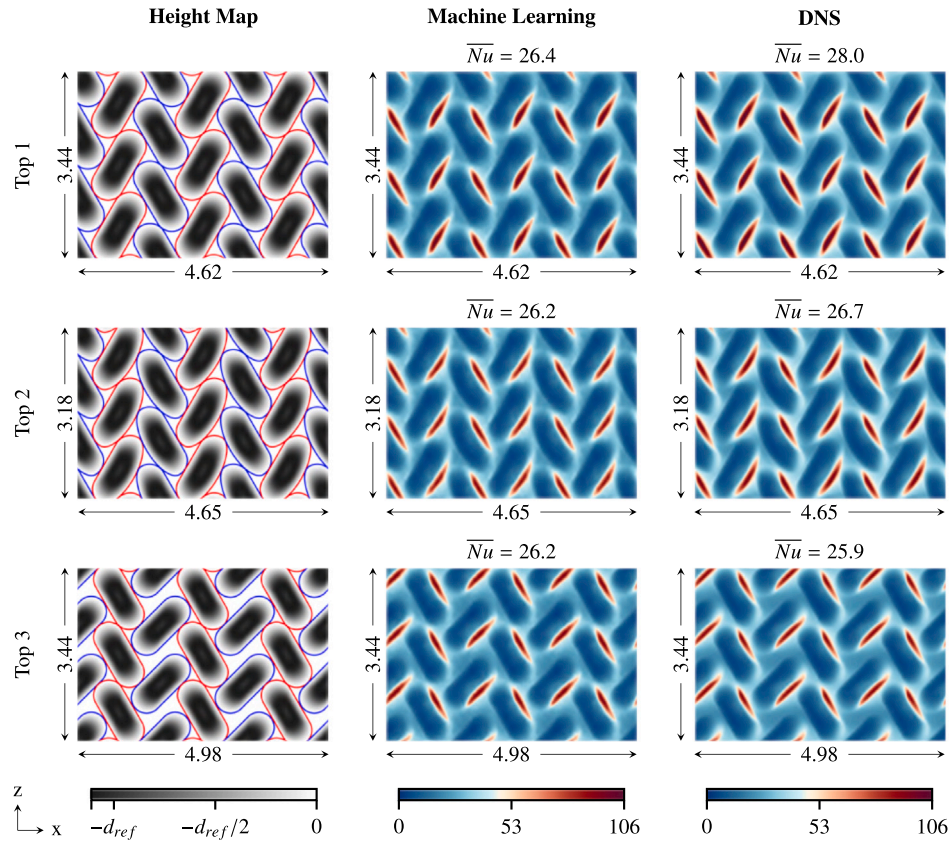 Height Map Machine Learning DNS
Nu = 26.4 Nu = 28.0
Top 1 3.44 3.44 3.44
4.62 4.62 4.62
Nu = 26.2 Nu = 26.7
Top 2 3.18 3.18 3.18
4.65 4.65 4.65
Nu = 26.2 Nu = 25.9
Top 3 3.44 3.44 3.44
4.98 4.98 4.98
z
x
−d_ref −d_ref/2 0 0 53 106 0 53 106